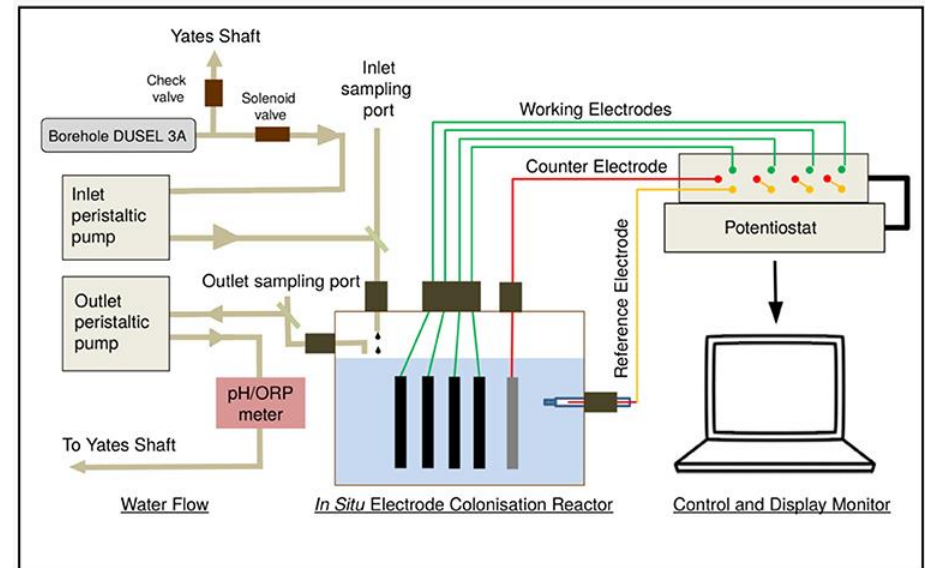 Yates Shaft
Check
valve
Solenoid
valve
Borehole DUSEL 3A
Inlet
sampling
port
Inlet
peristaltic
pump
Outlet sampling port
Outlet
peristaltic
pump
pH/ORP
meter
To Yates Shaft
Water Flow
Working Electrodes
Counter Electrode
Reference Electrode
Potentiostat
In Situ Electrode Colonisation Reactor
Control and Display Monitor